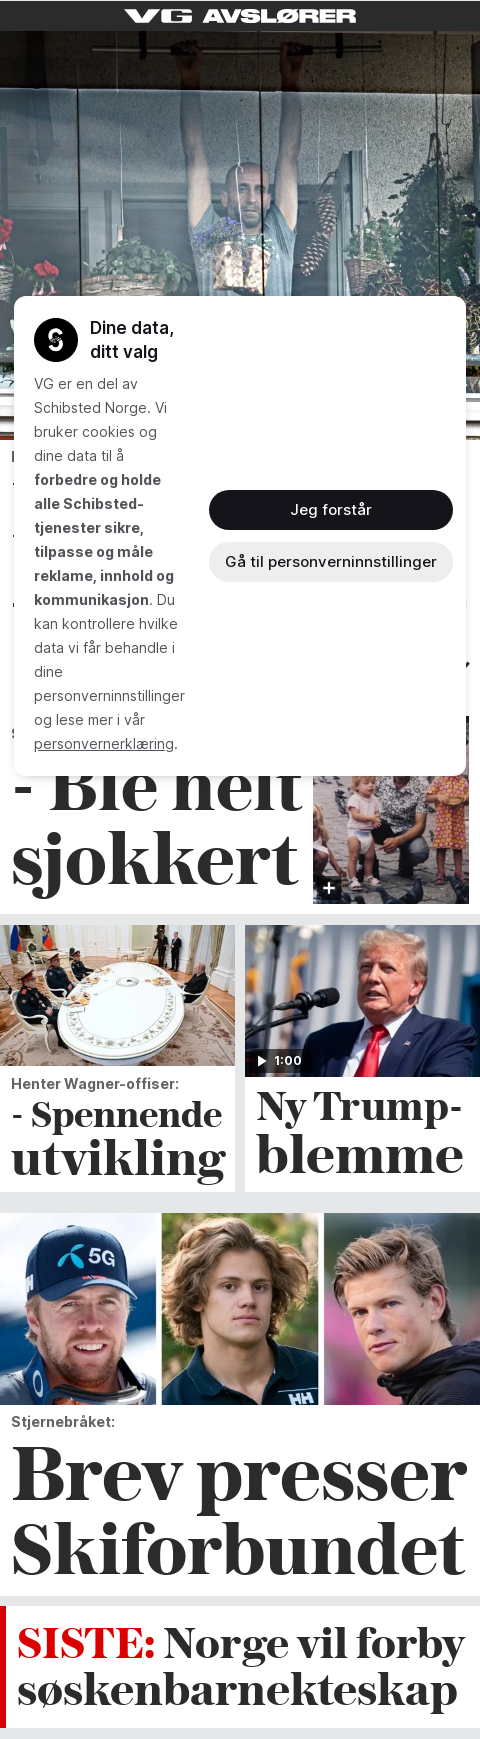 VG AVSLØRER
Dine data,
ditt valg
VG er en del av
Schibsted Norge. Vi
bruker cookies og
dine data til å
forbedre og holde
alle Schibsted-
tjenester sikre,
tilpasse og måle
reklame, innhold og
kommunikasjon. Du
kan kontrollere hvilke
data vi får behandle i
dine
personverninnstillinger
og lese mer i vår
personvernerklæring.
Jeg forstår
Gå til personverninnstillinger
- Ble helt
sjokkert
1:00
Henter Wagner-offiser:
- Spennende
utvikling
Ny Trump-
blemme
5G
HH
Stjernebråket:
Brev presser
Skiforbundet
SISTE: Norge vil forby
søskenbarnekteskap